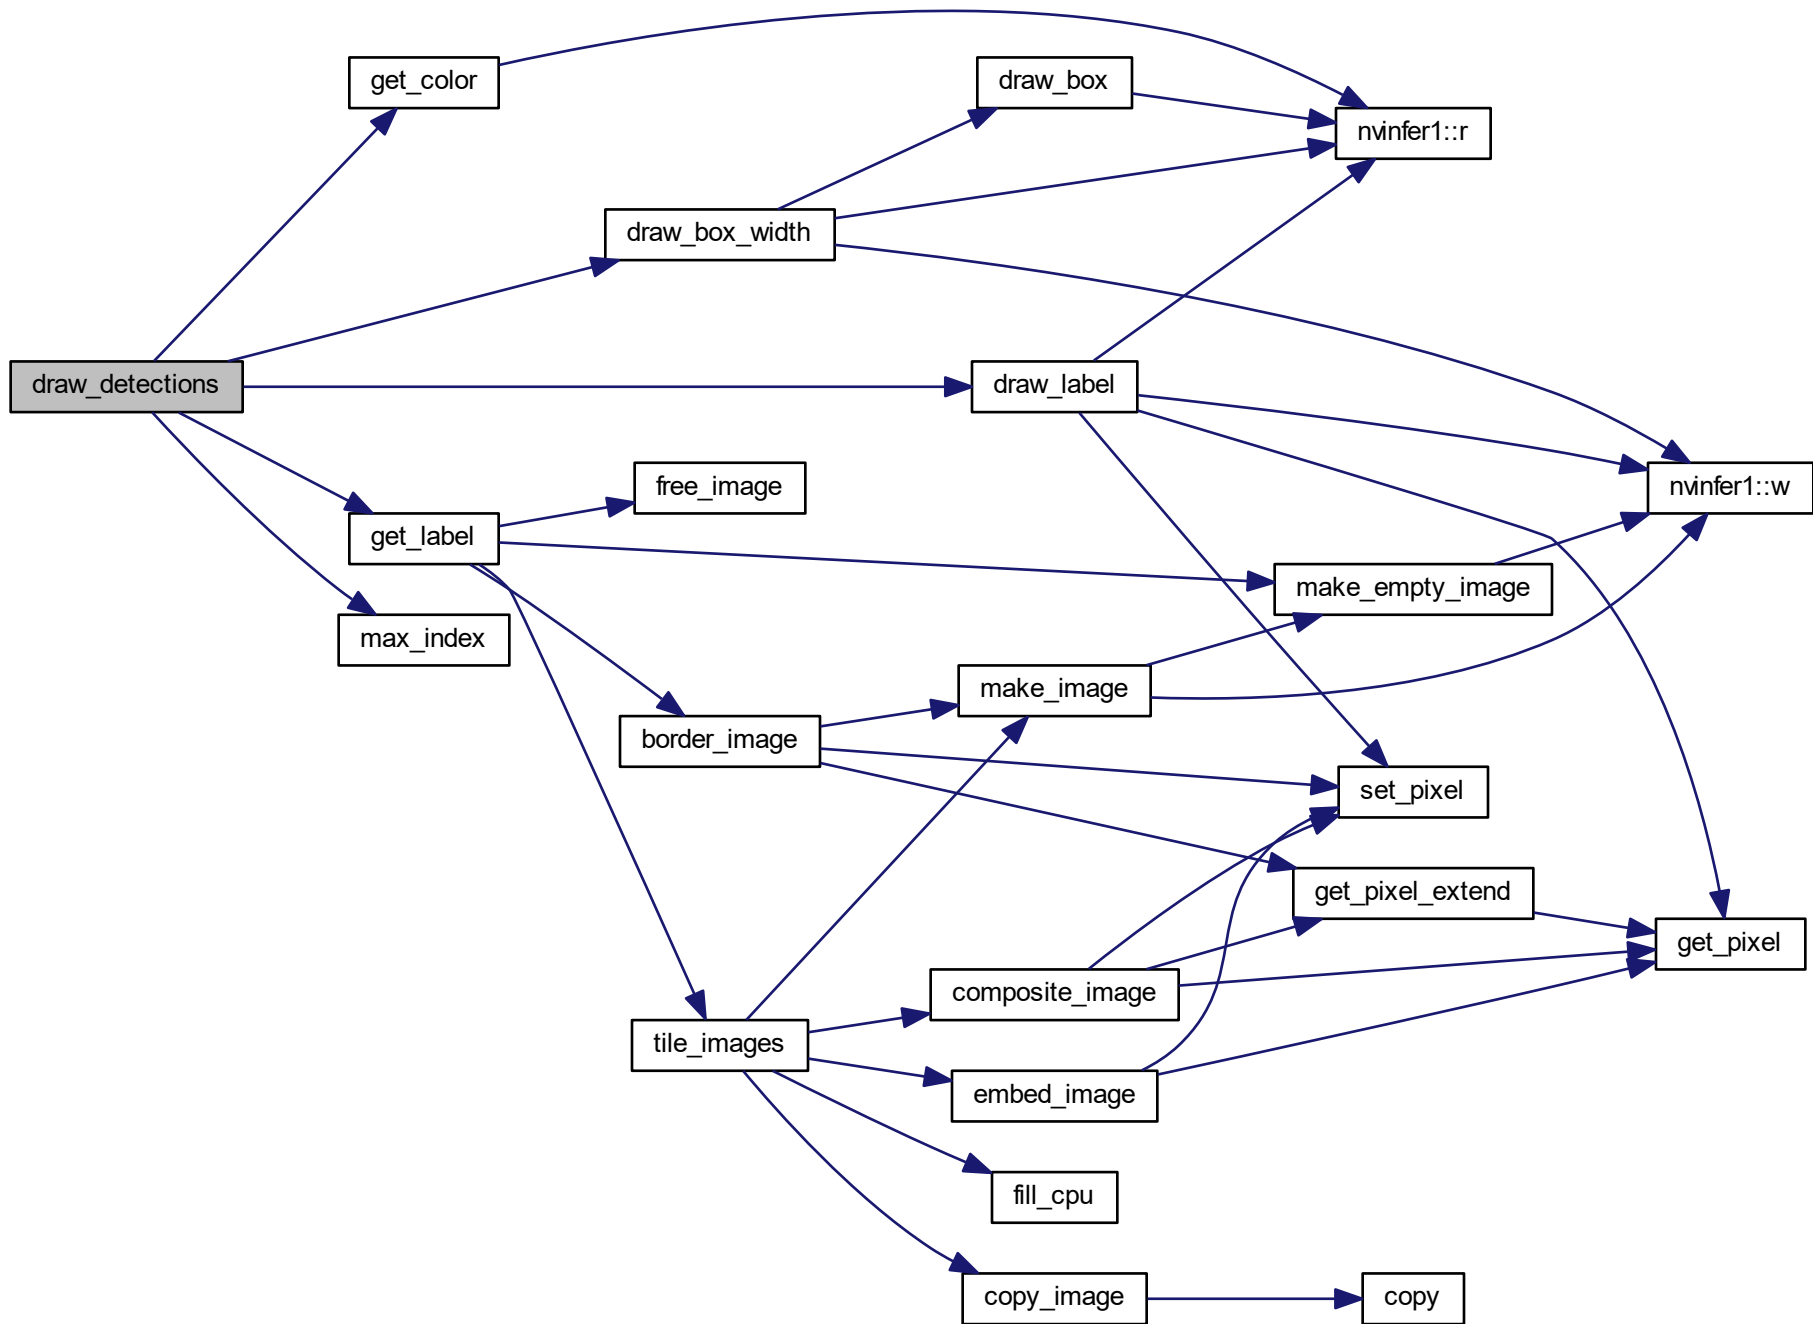 get_color
draw_box
nvinfer1::r
draw_box_width
draw_detections
draw_label
free_image
nvinfer1::w
get_label
make_empty_image
max_index
make_image
border_image
set_pixel
get_pixel_extend
get_pixel
composite_image
tile_images
embed_image
fill_cpu
copy_image
copy